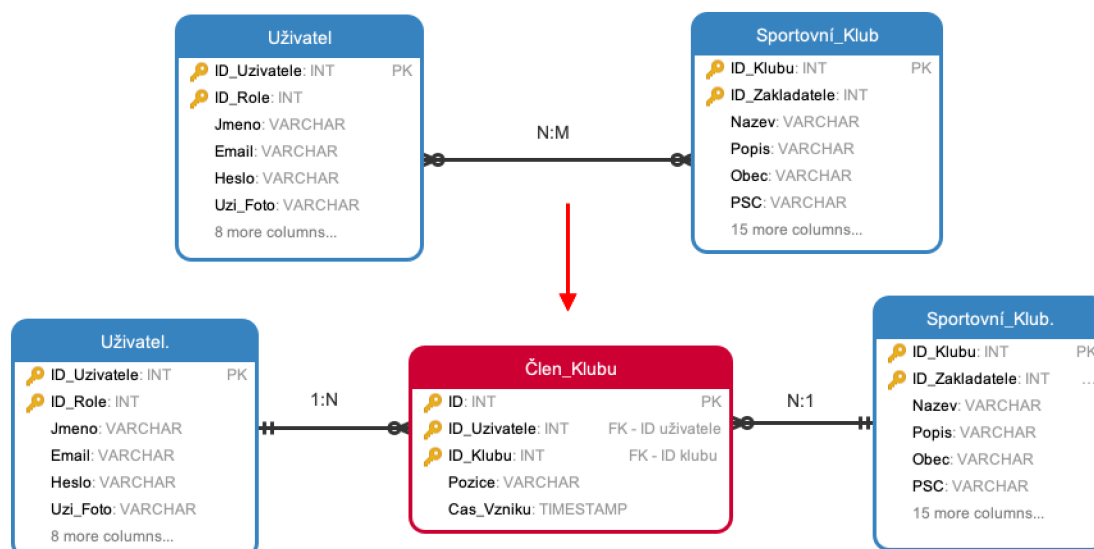 Uživatel
ID_Uzivatele: INT PK
ID_Role: INT
Jmeno: VARCHAR
Email: VARCHAR
Heslo: VARCHAR
Uzi_Foto: VARCHAR
8 more columns...
N:M
Sportovní_Klub
ID_Klubu: INT PK
ID_Zakladatele: INT
Nazev: VARCHAR
Popis: VARCHAR
Obec: VARCHAR
PSC: VARCHAR
15 more columns...
Uživatel.
ID_Uzivatele: INT PK
ID_Role: INT
Jmeno: VARCHAR
Email: VARCHAR
Heslo: VARCHAR
Uzi_Foto: VARCHAR
8 more columns...
1:N
Člen_Klubu
ID: INT PK
ID_Uzivatele: INT FK - ID uživatele
ID_Klubu: INT FK - ID klubu
Pozice: VARCHAR
Cas_Vzniku: TIMESTAMP
N:1
Sportovní_Klub.
ID_Klubu: INT PK
ID_Zakladatele: INT ...
Nazev: VARCHAR
Popis: VARCHAR
Obec: VARCHAR
PSC: VARCHAR
15 more columns...